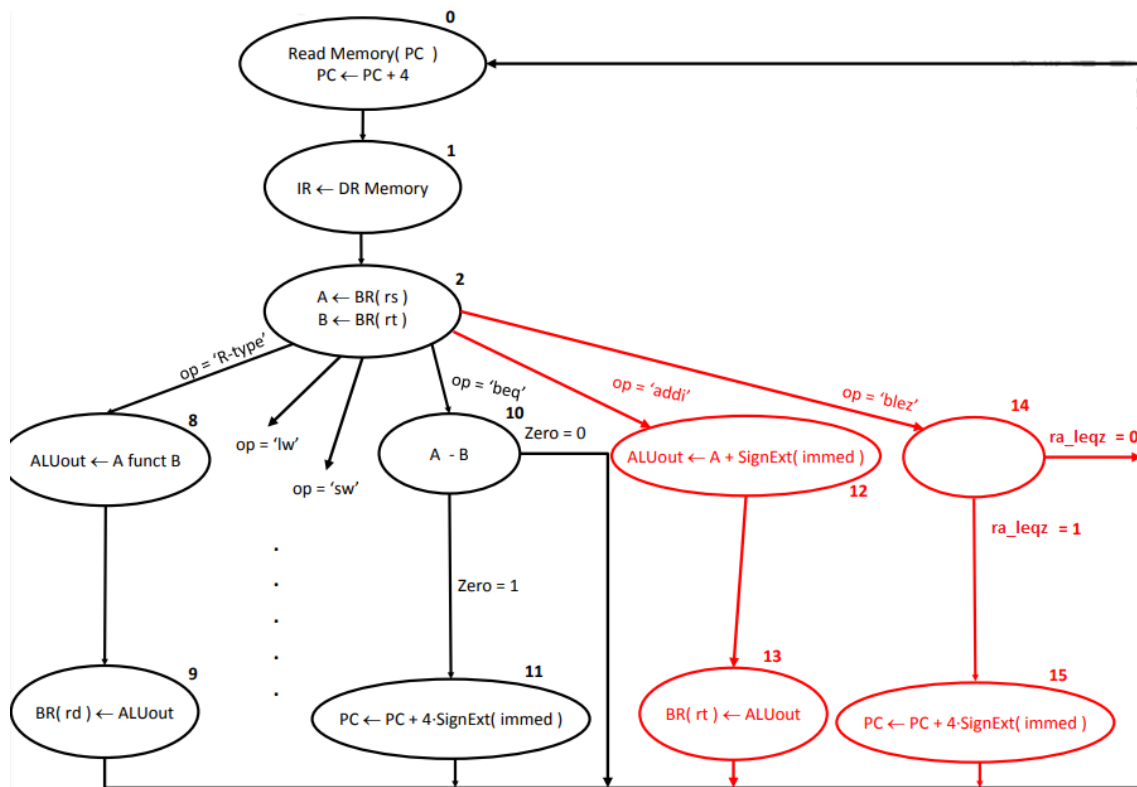 0
Read Memory( PC )
PC ← PC + 4
1
IR ← DR Memory
2
A ← BR( rs )
B ← BR( rt )
op = ‘R-type’
op = ‘lw’
op = ‘sw’
op = ‘beq’
op = ‘addi’
op = ‘blez’
8
ALUout ← A funct B
10
A - B
Zero = 0
ALUout ← A + SignExt( immed )
12
14
ra_leqz = 0
ra_leqz = 1
Zero = 1
9
BR( rd ) ← ALUout
11
PC ← PC + 4·SignExt( immed )
13
BR( rt ) ← ALUout
15
PC ← PC + 4·SignExt( immed )